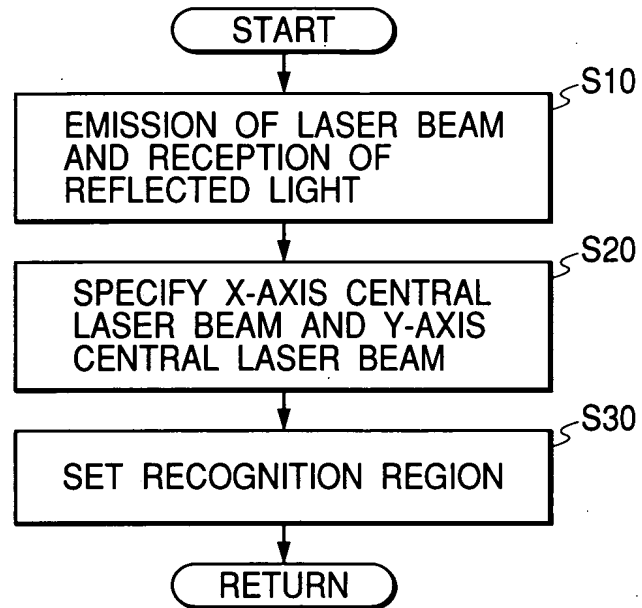 START
S10
EMISSION OF LASER BEAM
AND RECEPTION OF
REFLECTED LIGHT
S20
SPECIFY X-AXIS CENTRAL
LASER BEAM AND Y-AXIS
CENTRAL LASER BEAM
S30
SET RECOGNITION REGION
RETURN